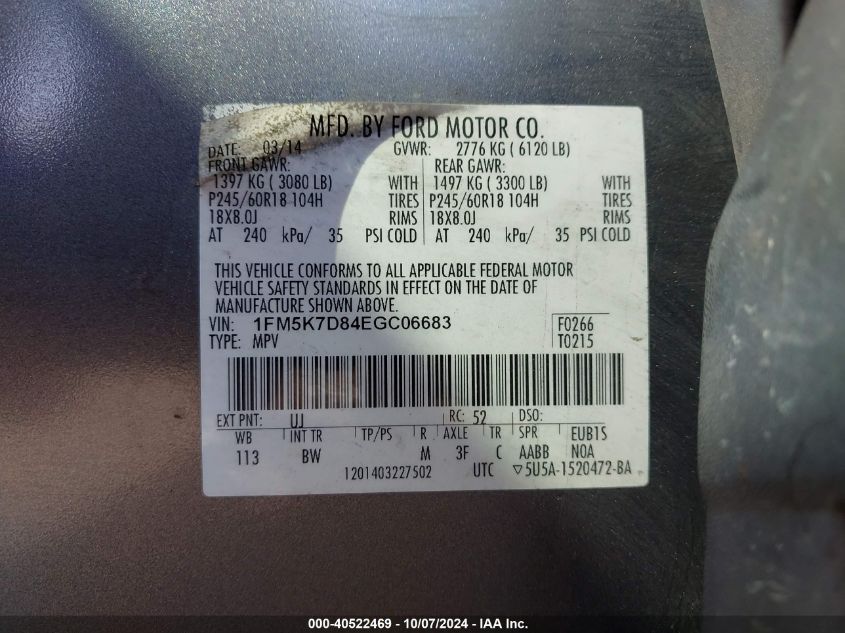 MFD. BY FORD MOTOR CO.
DATE: 03/14 GVWR: 2776 KG ( 6120 LB)
FRONT GAWR: REAR GAWR:
1397 KG ( 3080 LB) WITH 1497 KG ( 3300 LB) WITH
P245/60R18 104H TIRES P245/60R18 104H TIRES
18X8.0J RIMS 18X8.0J RIMS
AT 240 kPa/ 35 PSI COLD AT 240 kPa/ 35 PSI COLD
THIS VEHICLE CONFORMS TO ALL APPLICABLE FEDERAL MOTOR
VEHICLE SAFETY STANDARDS IN EFFECT ON THE DATE OF
MANUFACTURE SHOWN ABOVE.
VIN: 1FM5K7D84EGC06683 F0266
TYPE: MPV T0215
EXT PNT: UJ RC: 52 DSO:
WB INT TR TP/PS R AXLE TR SPR EUB1S
113 BW M 3F C AABB NOA
1201403227502 UTC ▽5U5A-1520472-BA
000-40522469 - 10/07/2024 - IAA Inc.